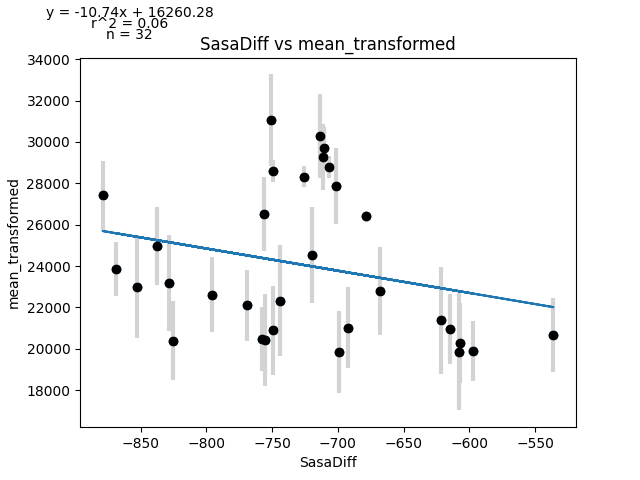 y = -10.74x + 16260.28
r^2 = 0.06
n = 32
SasaDiff vs mean_transformed
34000
32000
30000
28000
26000
24000
22000
20000
18000
mean_transformed
−850
−800
−750
−700
−650
−600
−550
SasaDiff